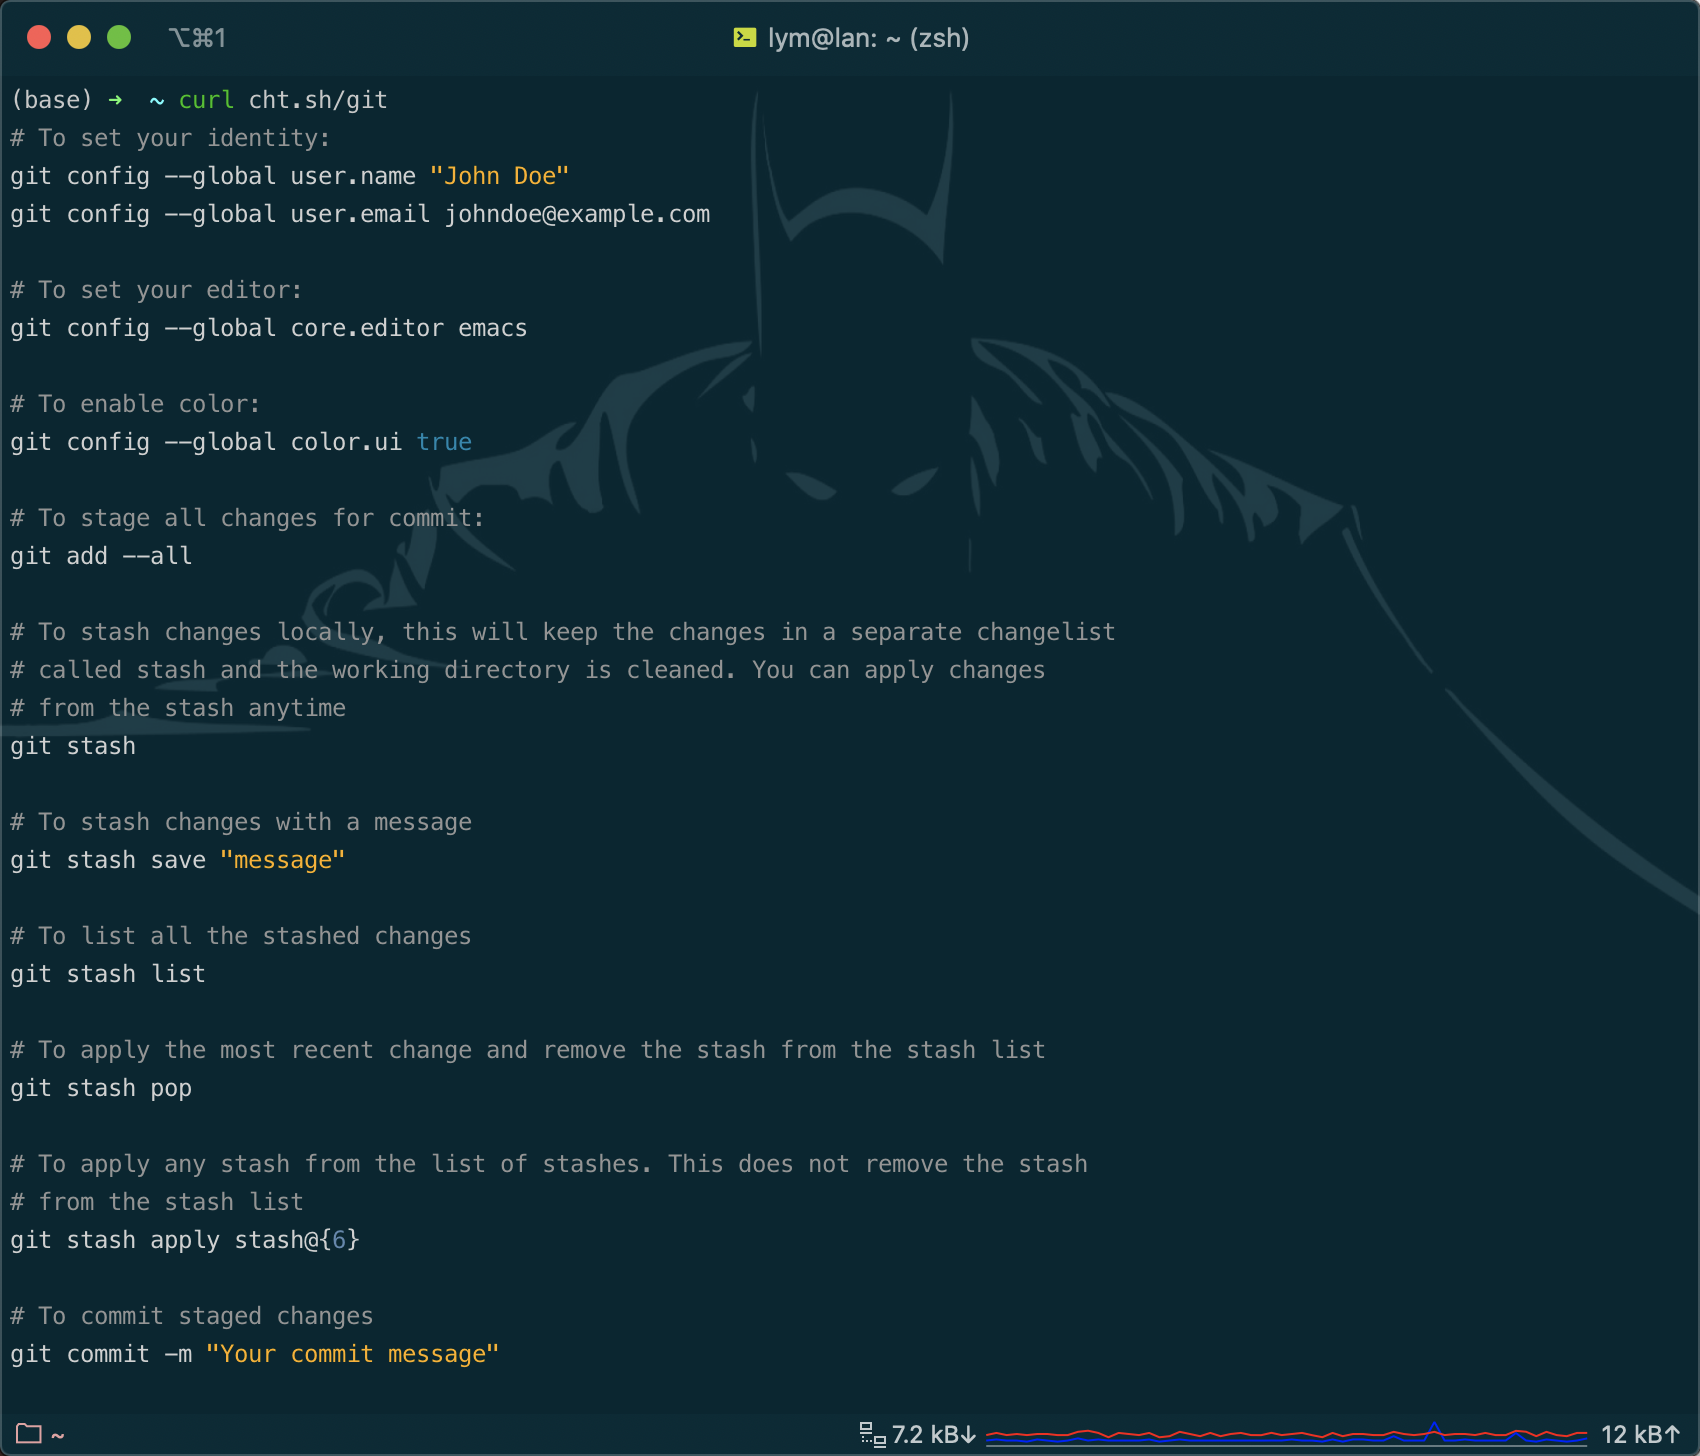 ⌥⌘1
lym@lan: ~ (zsh)
(base) ➜  ~ curl cht.sh/git
# To set your identity:
git config --global user.name "John Doe"
git config --global user.email johndoe@example.com
# To set your editor:
git config --global core.editor emacs
# To enable color:
git config --global color.ui true
# To stage all changes for commit:
git add --all
# To stash changes locally, this will keep the changes in a separate changelist
# called stash and the working directory is cleaned. You can apply changes
# from the stash anytime
git stash
# To stash changes with a message
git stash save "message"
# To list all the stashed changes
git stash list
# To apply the most recent change and remove the stash from the stash list
git stash pop
# To apply any stash from the list of stashes. This does not remove the stash
# from the stash list
git stash apply stash@{6}
# To commit staged changes
git commit -m "Your commit message"
~
7.2 kB↓
12 kB↑